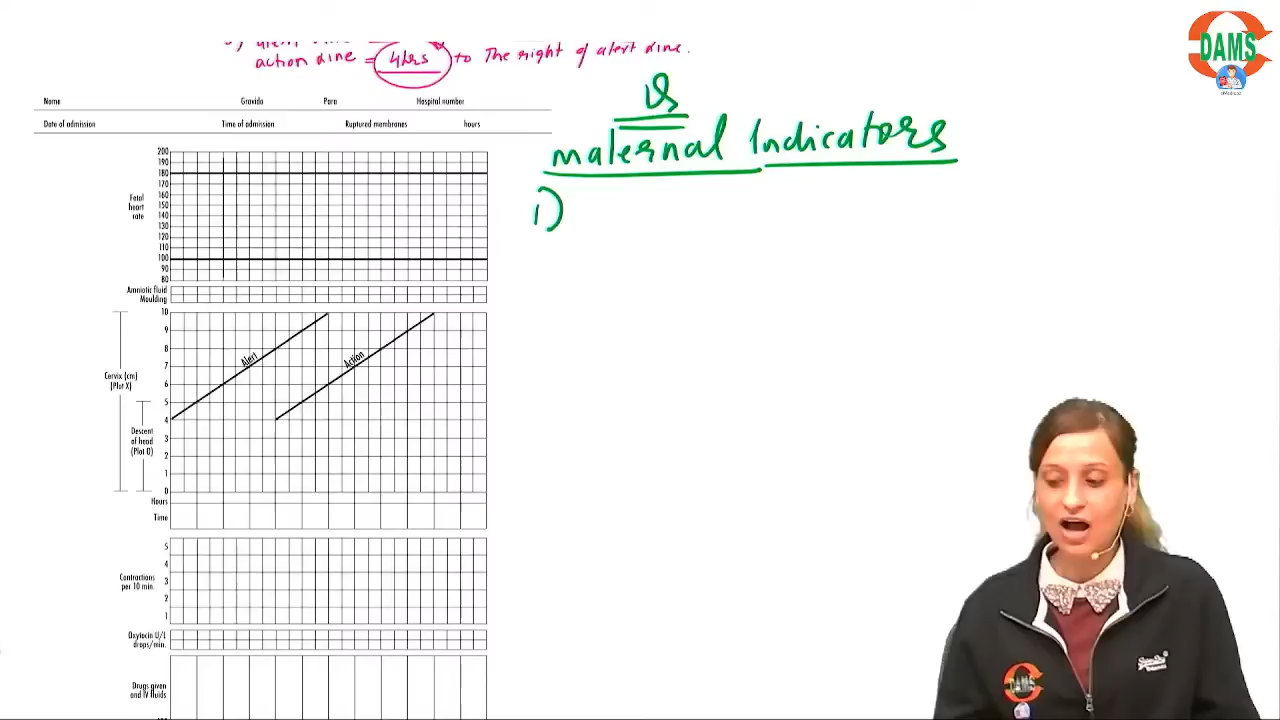 action line = 4hrs to the right of alert line.
Name Gravida Para Hospital number
Date of admission Time of admission Ruptured membranes hours
maternal Indicators
1)
200
190
180
170
160
150
140
130
120
110
100
90
80
Fetal
heart
rate
Amniotic fluid
Moulding
10
9
8
7
6
5
4
3
2
1
0
Cervix (cm)
(Plot X)
Descent
of head
(Plot O)
Alert
Action
Hours
Time
5
4
3
2
1
Contractions
per 10 min.
Oxytocin U/L
drops/min.
Drugs given
and IV fluids
DAMS
eMedicoz
DAMS